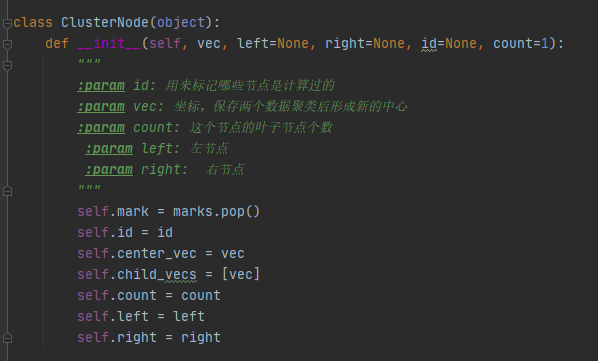 class ClusterNode(object):
    def __init__(self, vec, left=None, right=None, id=None, count=1):
        """
        :param id: 用来标记哪些节点是计算过的
        :param vec: 坐标，保存两个数据聚类后形成新的中心
        :param count: 这个节点的叶子节点个数
         :param left: 左节点
         :param right:  右节点
        """
        self.mark = marks.pop()
        self.id = id
        self.center_vec = vec
        self.child_vecs = [vec]
        self.count = count
        self.left = left
        self.right = right